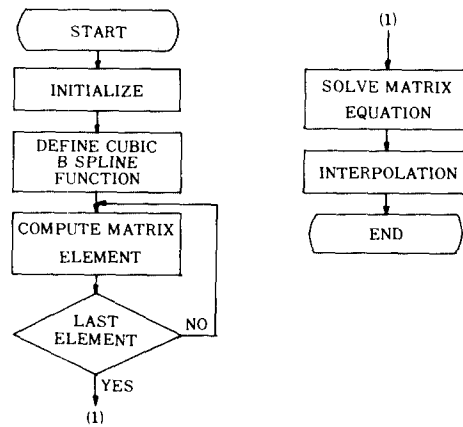 START
INITIALIZE
DEFINE CUBIC
B SPLINE
FUNCTION
COMPUTE MATRIX
ELEMENT
LAST
ELEMENT
NO
YES
(1)
(1)
SOLVE MATRIX
EQUATION
INTERPOLATION
END